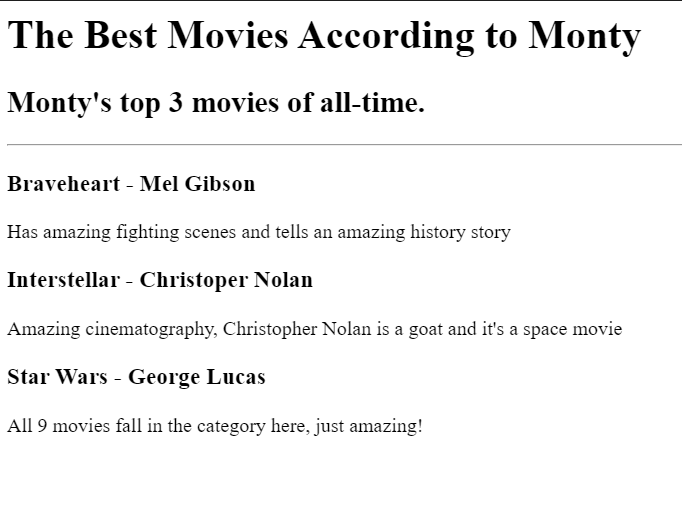 The Best Movies According to Monty
Monty's top 3 movies of all-time.
Braveheart - Mel Gibson
Has amazing fighting scenes and tells an amazing history story
Interstellar - Christoper Nolan
Amazing cinematography, Christopher Nolan is a goat and it's a space movie
Star Wars - George Lucas
All 9 movies fall in the category here, just amazing!